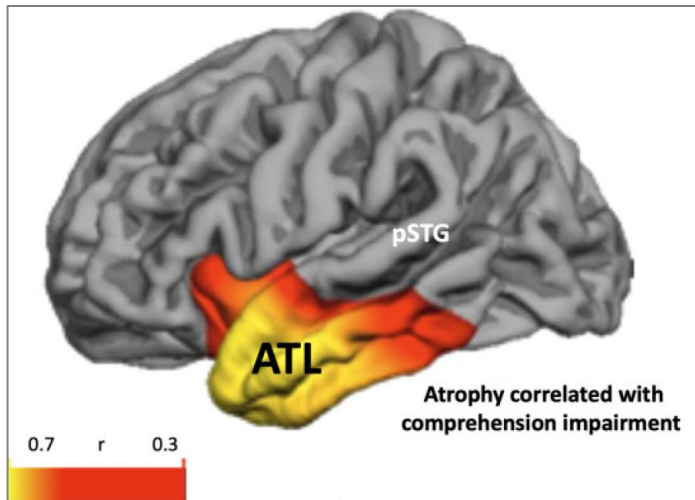 pSTG
ATL
Atrophy correlated with
comprehension impairment
0.7 r 0.3